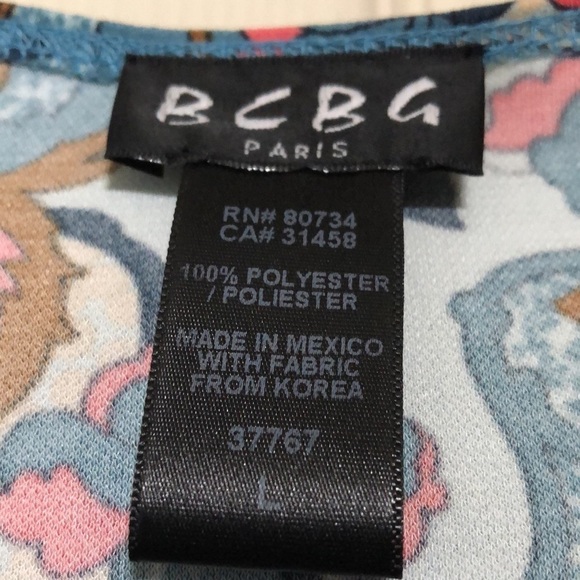 BCBG
PARIS
RN# 80734
CA# 31458
100% POLYESTER
/ POLIESTER
MADE IN MEXICO
WITH FABRIC
FROM KOREA
37767
L